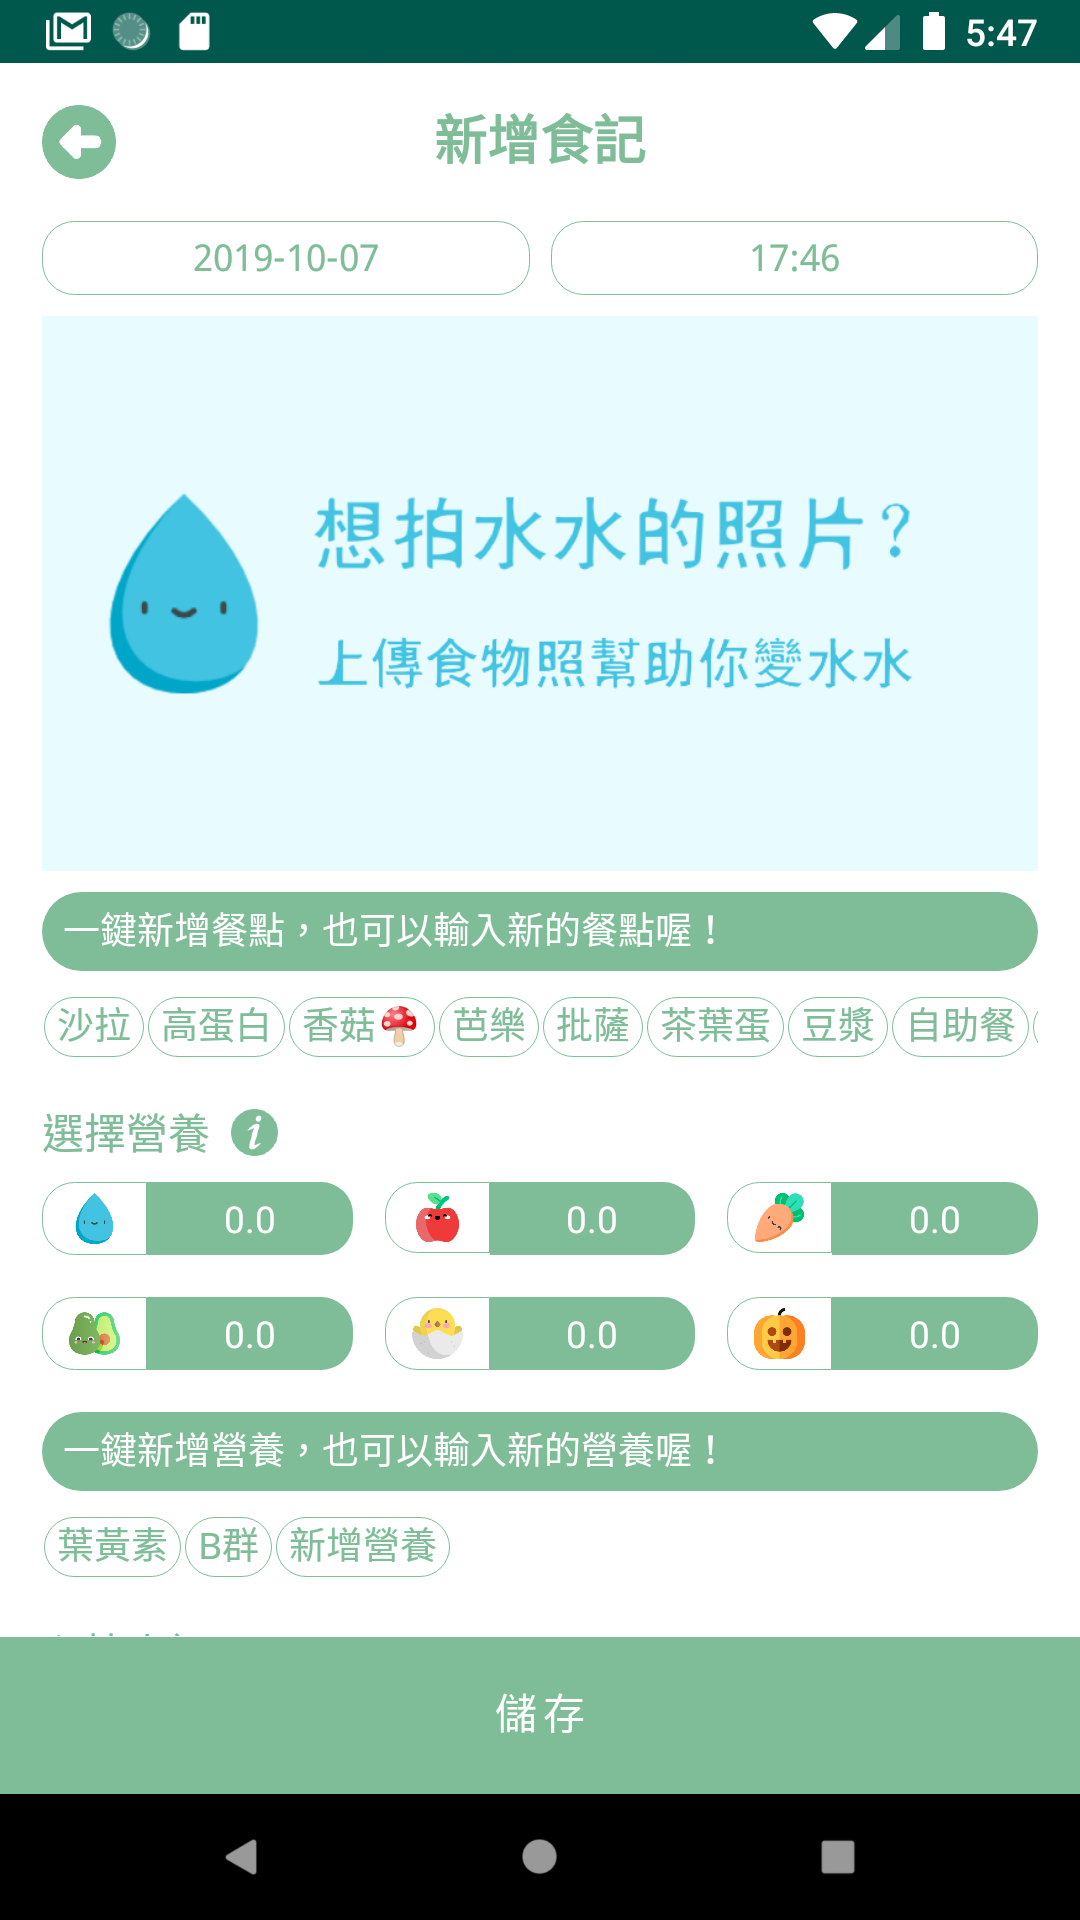 5:47
新增食記
2019-10-07
17:46
想拍水水的照片?
上傳食物照幫助你變水水
一鍵新增餐點，也可以輸入新的餐點喔！
沙拉 高蛋白 香菇🍄 芭樂 批薩 茶葉蛋 豆漿 自助餐
選擇營養 i
0.0 0.0 0.0
0.0 0.0 0.0
一鍵新增營養，也可以輸入新的營養喔！
葉黃素 B群 新增營養
儲存